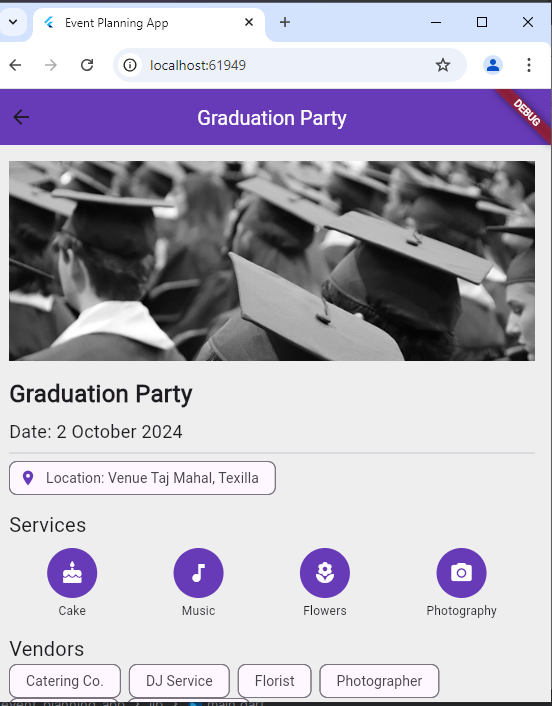 Event Planning App
localhost:61949
Graduation Party
DEBUG
Graduation Party
Date: 2 October 2024
Location: Venue Taj Mahal, Texilla
Services
Cake Music Flowers Photography
Vendors
Catering Co. DJ Service Florist Photographer